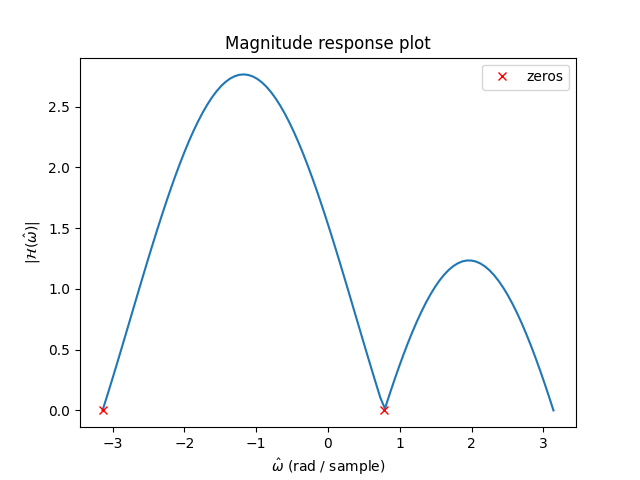 Magnitude response plot
zeros
|ℋ(ω̂)|
2.5
2.0
1.5
1.0
0.5
0.0
−3 −2 −1 0 1 2 3
ω̂ (rad / sample)